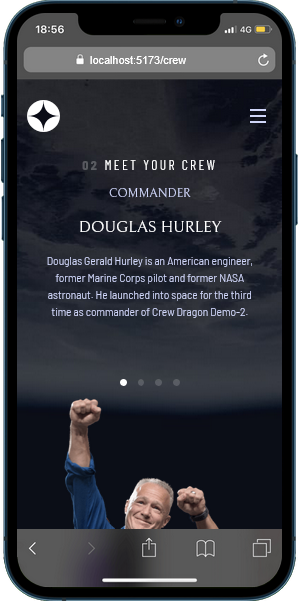 18:56
4G
localhost:5173/crew
02 MEET YOUR CREW
COMMANDER
DOUGLAS HURLEY
Douglas Gerald Hurley is an American engineer,
former Marine Corps pilot and former NASA
astronaut. He launched into space for the third
time as commander of Crew Dragon Demo-2.